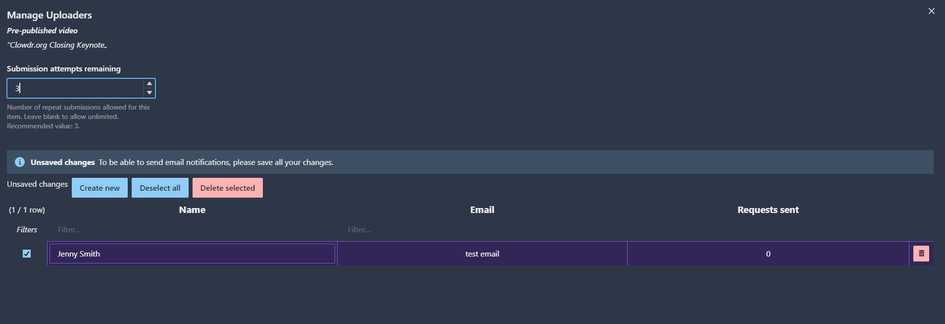 Manage Uploaders
Pre-published video
"Clowdr.org Closing Keynote„
Submission attempts remaining
3
Number of repeat submissions allowed for this
item. Leave blank to allow unlimited.
Recommended value: 3.
Unsaved changes To be able to send email notifications, please save all your changes.
Unsaved changes Create new Deselect all Delete selected
(1 / 1 row) Name Email Requests sent
Filters Filter... Filter...
Jenny Smith test email 0